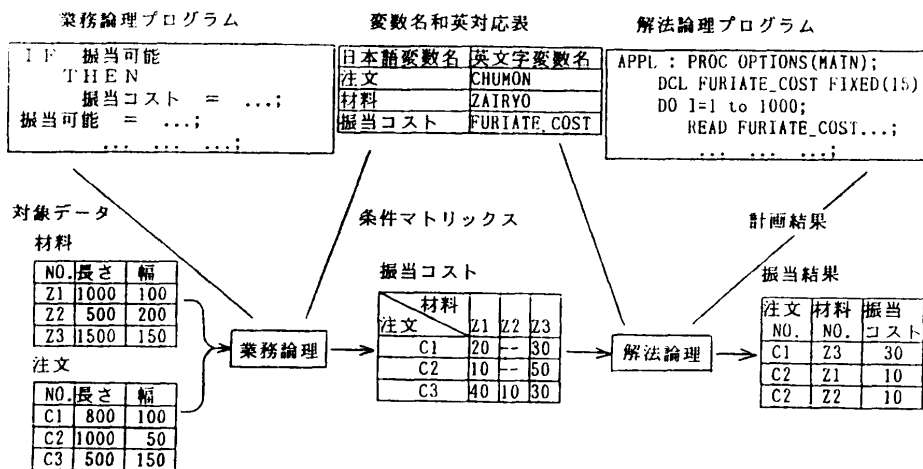 業務論理プログラム
IF 振当可能
THEN
振当コスト = ...;
振当可能 = ...;
... ... ...;
変数名和英対応表
日本語変数名 英文字変数名
注文 CHUMON
材料 ZAIRYO
振当コスト FURIATE_COST
解法論理プログラム
APPL : PROC OPTIONS(MATN);
DCL FURIATE_COST FIXED(15)
DO I=1 to 1000;
READ FURIATE_COST...;
... ... ...;
対象データ
材料
NO. 長さ 幅
Z1 1000 100
Z2 500 200
Z3 1500 150
注文
NO. 長さ 幅
C1 800 100
C2 1000 50
C3 500 150
業務論理
条件マトリックス
振当コスト
材料
注文 Z1 Z2 Z3
C1 20 -- 30
C2 10 -- 50
C3 40 10 30
解法論理
計画結果
振当結果
注文 材料 振当
NO. NO. コスト
C1 Z3 30
C2 Z1 10
C2 Z2 10